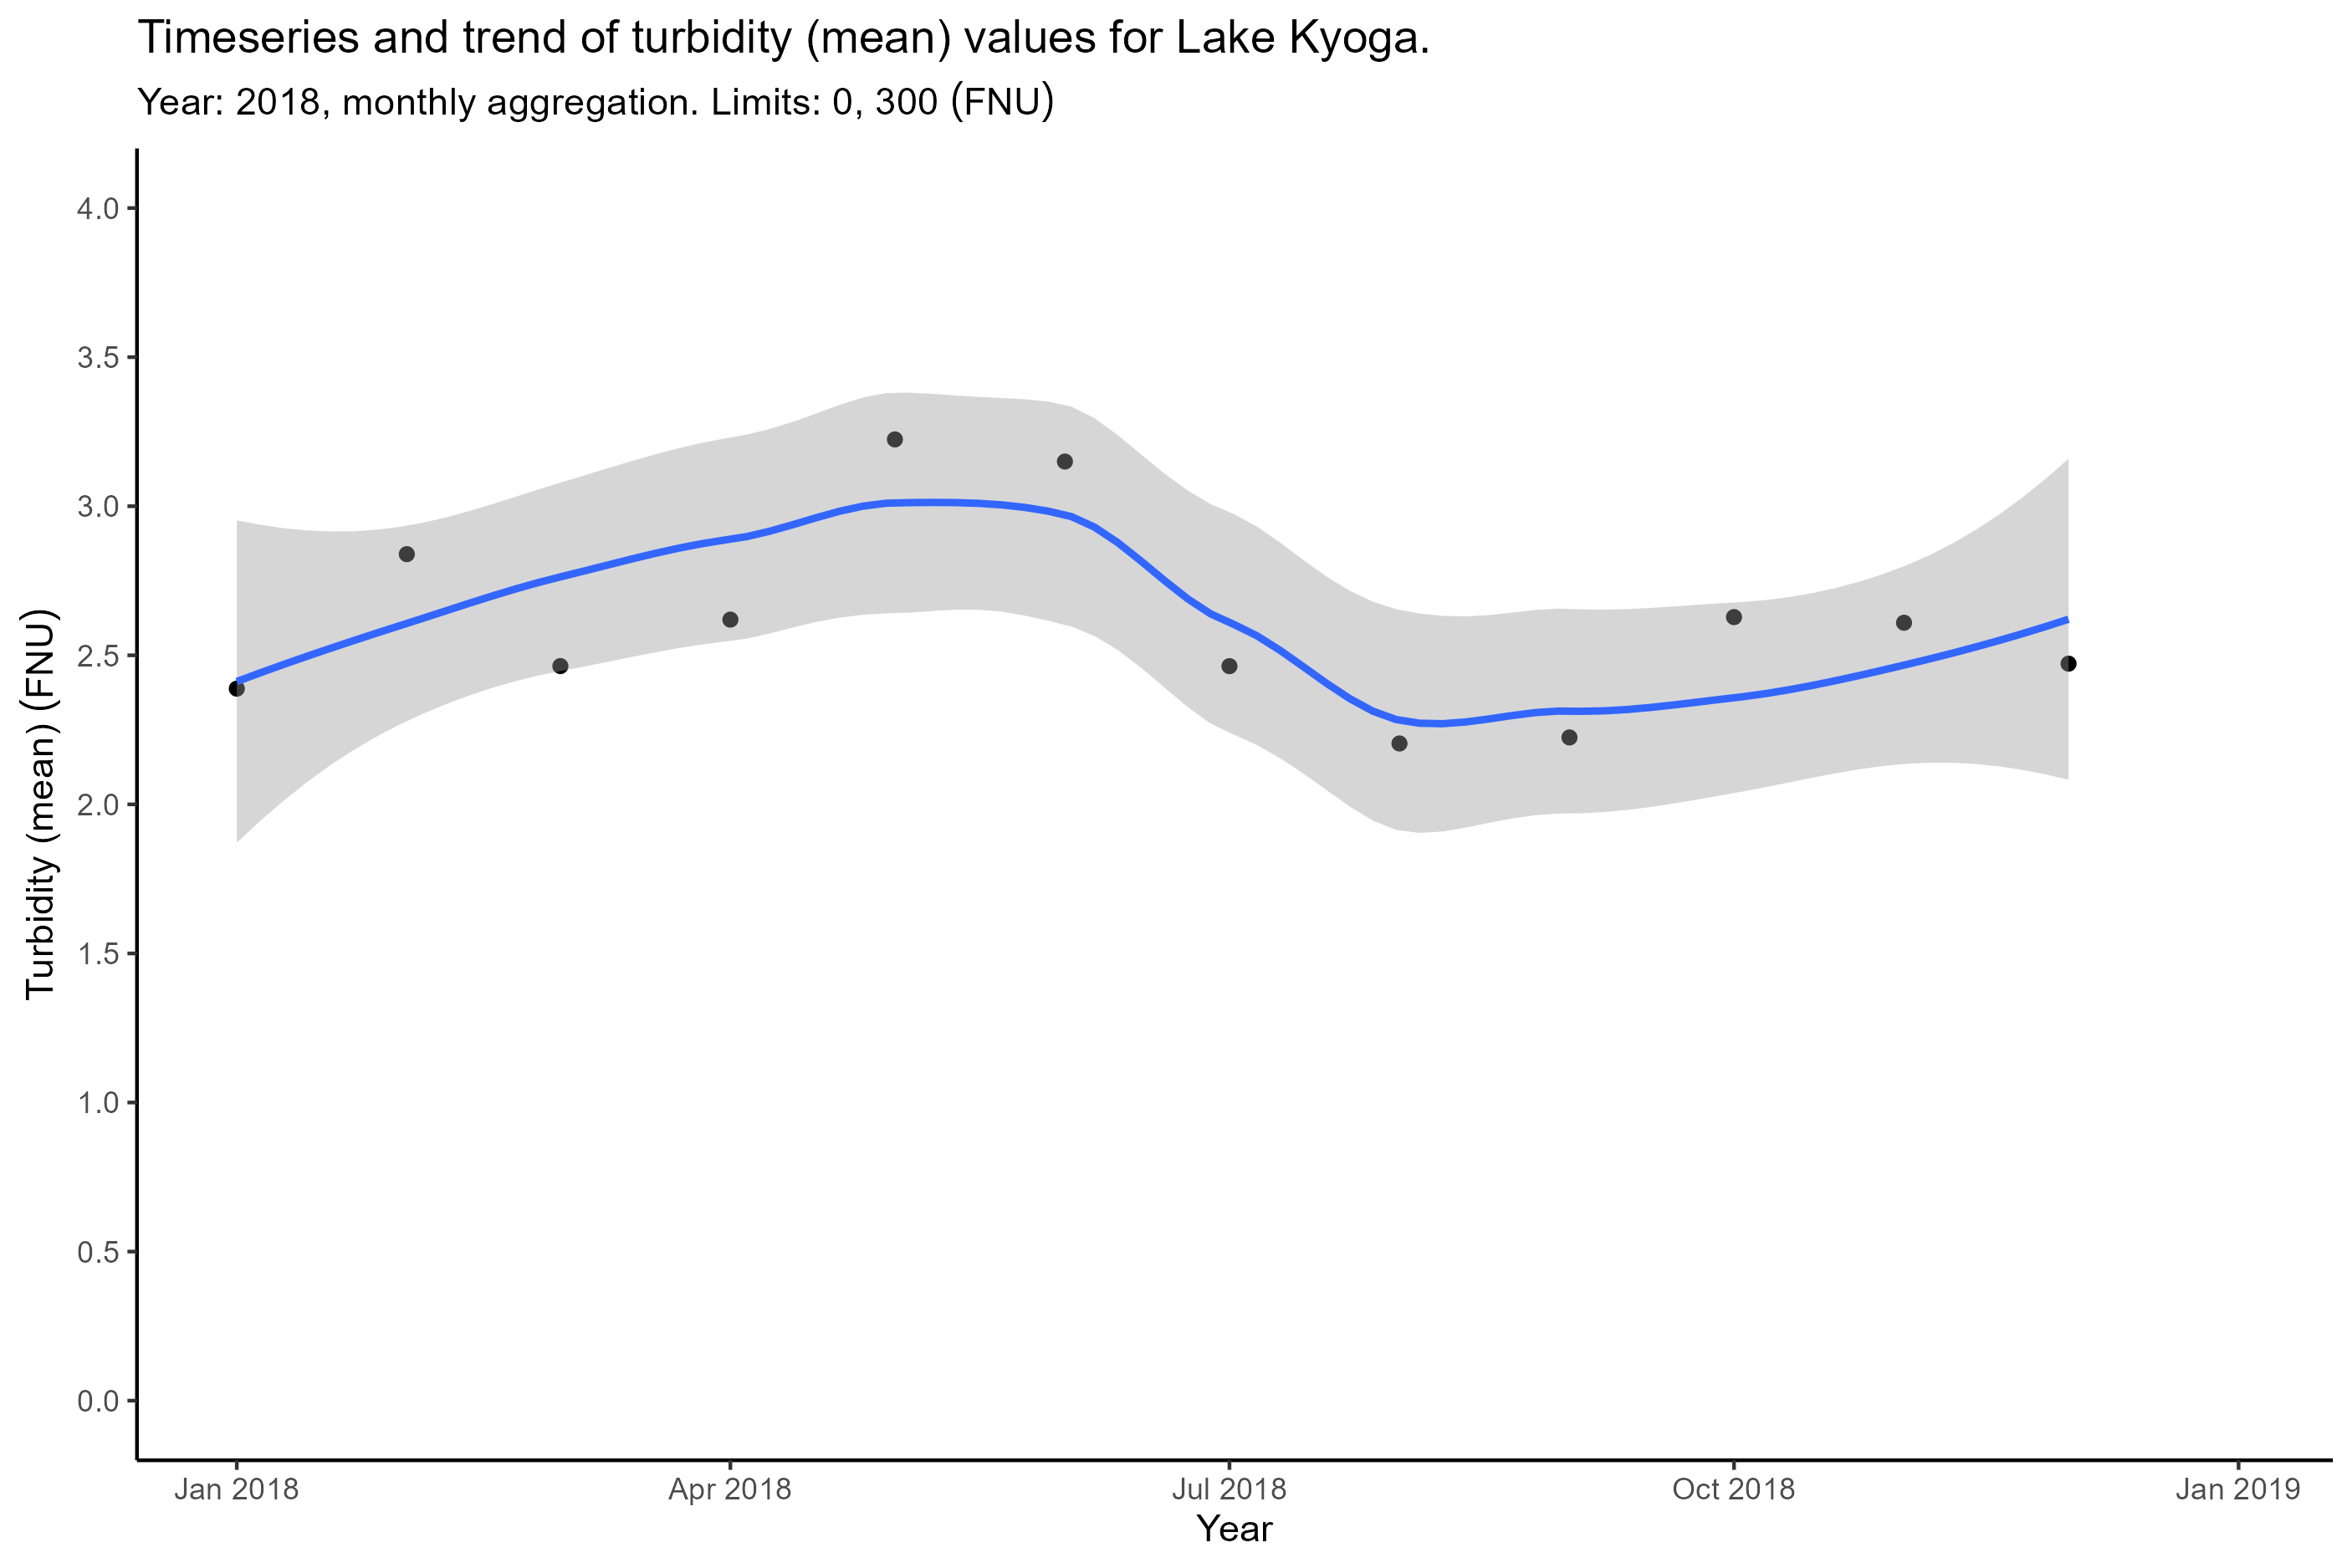 Timeseries and trend of turbidity (mean) values for Lake Kyoga.
Year: 2018, monthly aggregation. Limits: 0, 300 (FNU)
Turbidity (mean) (FNU)
4.0
3.5
3.0
2.5
2.0
1.5
1.0
0.5
0.0
Jan 2018 Apr 2018 Jul 2018 Oct 2018 Jan 2019
Year